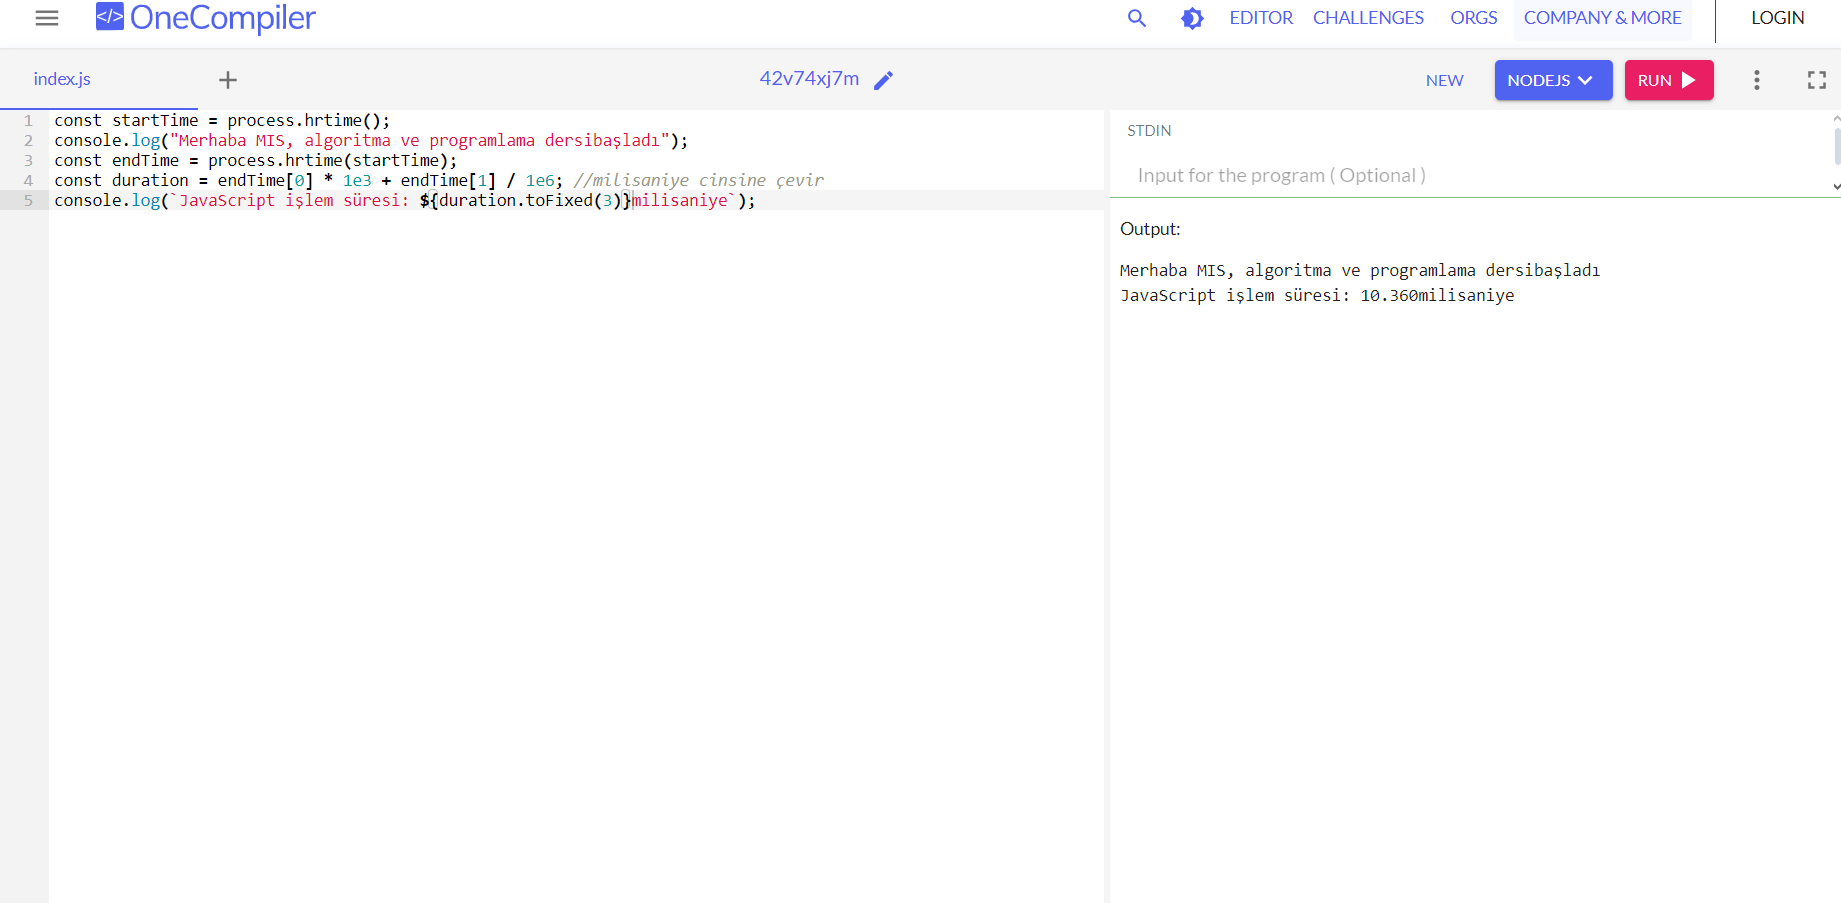 </> OneCompiler
EDITOR CHALLENGES ORGS COMPANY & MORE LOGIN
index.js
42v74xj7m
NEW NODEJS RUN
1 const startTime = process.hrtime();
2 console.log("Merhaba MIS, algoritma ve programlama dersibaşladı");
3 const endTime = process.hrtime(startTime);
4 const duration = endTime[0] * 1e3 + endTime[1] / 1e6; //milisaniye cinsine çevir
5 console.log(`JavaScript işlem süresi: ${duration.toFixed(3)}milisaniye`);
STDIN
Input for the program ( Optional )
Output:
Merhaba MIS, algoritma ve programlama dersibaşladı
JavaScript işlem süresi: 10.360milisaniye